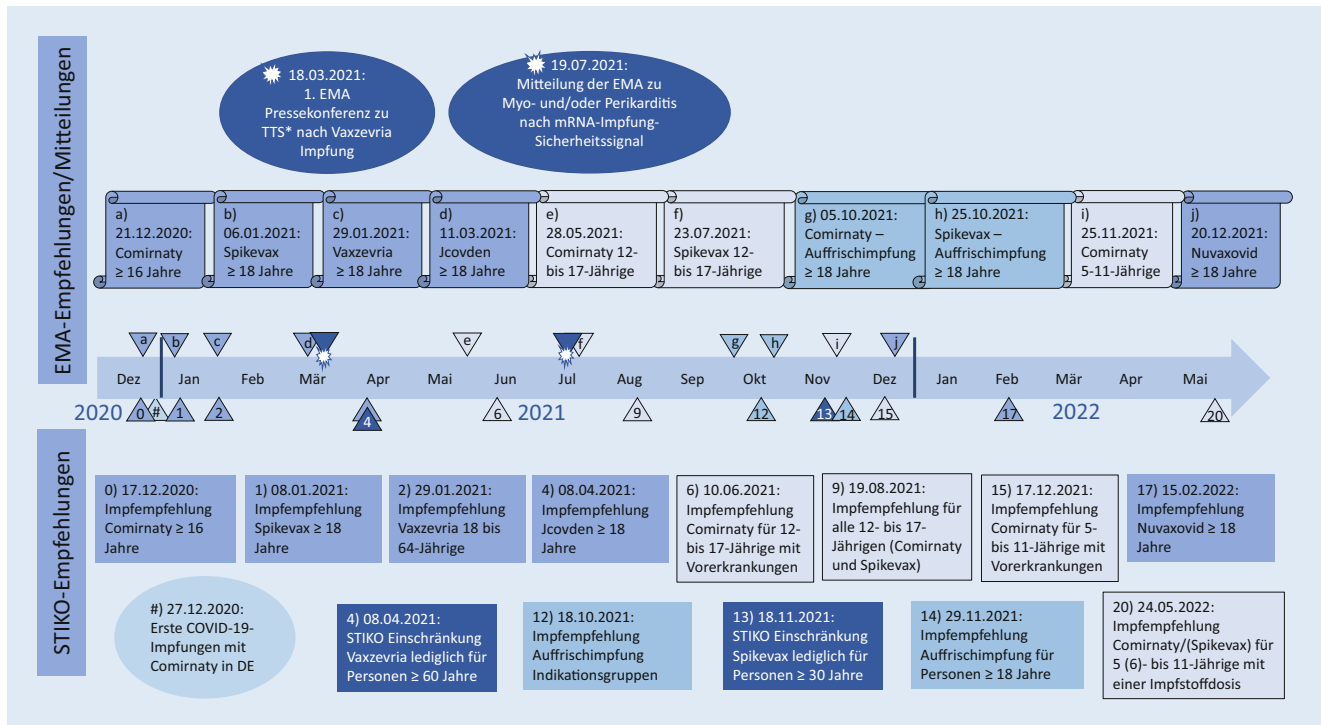 EMA-Empfehlungen/Mitteilungen
18.03.2021:
1. EMA
Pressekonferenz zu
TTS* nach Vaxzevria
Impfung
19.07.2021:
Mitteilung der EMA zu
Myo- und/oder Perikarditis
nach mRNA-Impfung-
Sicherheitssignal
a)
21.12.2020:
Comirnaty
≥ 16 Jahre
b)
06.01.2021:
Spikevax
≥ 18 Jahre
c)
29.01.2021:
Vaxzevria
≥ 18 Jahre
d)
11.03.2021:
Jcovden
≥ 18 Jahre
e)
28.05.2021:
Comirnaty 12-
bis 17-Jährige
f)
23.07.2021:
Spikevax 12-
bis 17-Jährige
g) 05.10.2021:
Comirnaty –
Auffrischimpfung
≥ 18 Jahre
h) 25.10.2021:
Spikevax –
Auffrischimpfung
≥ 18 Jahre
i)
25.11.2021:
Comirnaty
5-11-Jährige
j)
20.12.2021:
Nuvaxovid
≥ 18 Jahre
a b c d e f g h i j
Dez Jan Feb Mär Apr Mai Jun Jul Aug Sep Okt Nov Dez Jan Feb Mär Apr Mai
2020 0 # 1 2 4 6 2021 9 12 13 14 15 17 2022 20
STIKO-Empfehlungen
0) 17.12.2020:
Impfempfehlung
Comirnaty ≥ 16
Jahre
1) 08.01.2021:
Impfempfehlung
Spikevax ≥ 18
Jahre
2) 29.01.2021:
Impfempfehlung
Vaxzevria 18 bis
64-Jährige
4) 08.04.2021:
Impfempfehlung
Jcovden ≥ 18
Jahre
6) 10.06.2021:
Impfempfehlung
Comirnaty für 12-
bis 17-Jährige mit
Vorerkrankungen
9) 19.08.2021:
Impfempfehlung für
alle 12- bis 17-
Jährigen (Comirnaty
und Spikevax)
15) 17.12.2021:
Impfempfehlung
Comirnaty für 5-
bis 11-Jährige mit
Vorerkrankungen
17) 15.02.2022:
Impfempfehlung
Nuvaxovid ≥ 18
Jahre
#) 27.12.2020:
Erste COVID-19-
Impfungen mit
Comirnaty in DE
4) 08.04.2021:
STIKO Einschränkung
Vaxzevria lediglich für
Personen ≥ 60 Jahre
12) 18.10.2021:
Impfempfehlung
Auffrischimpfung
Indikationsgruppen
13) 18.11.2021:
STIKO Einschränkung
Spikevax lediglich für
Personen ≥ 30 Jahre
14) 29.11.2021:
Impfempfehlung
Auffrischimpfung für
Personen ≥ 18 Jahre
20) 24.05.2022:
Impfempfehlung
Comirnaty/(Spikevax) für
5 (6)- bis 11-Jährige mit
einer Impfstoffdosis